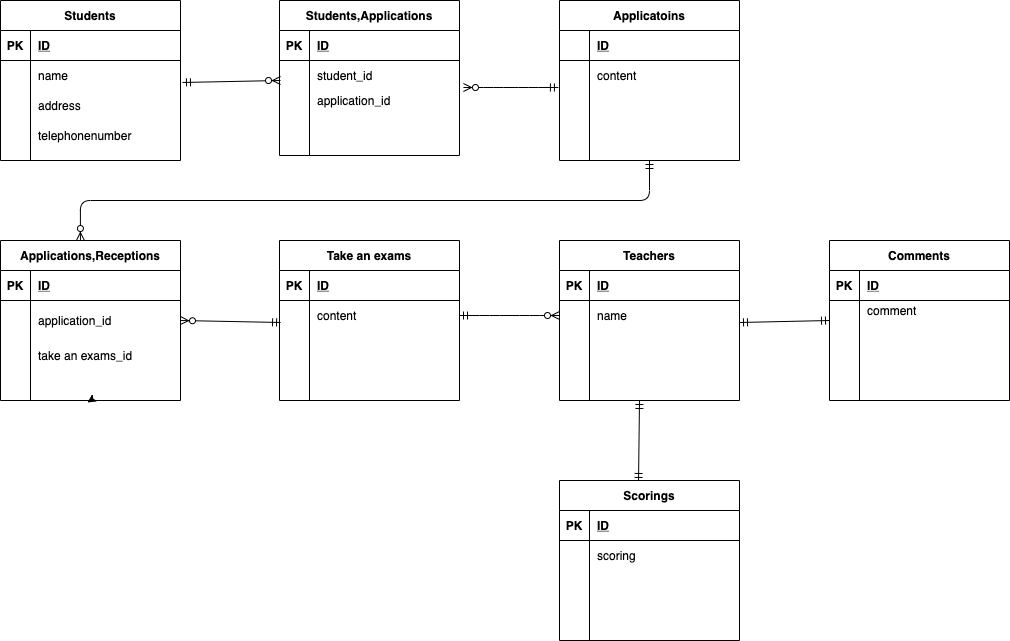 Students
PK ID
name
address
telephonenumber
Students,Applications
PK ID
student_id
application_id
Applicatoins
ID
content
Applications,Receptions
PK ID
application_id
take an exams_id
Take an exams
PK ID
content
Teachers
PK ID
name
Comments
PK ID
comment
Scorings
PK ID
scoring